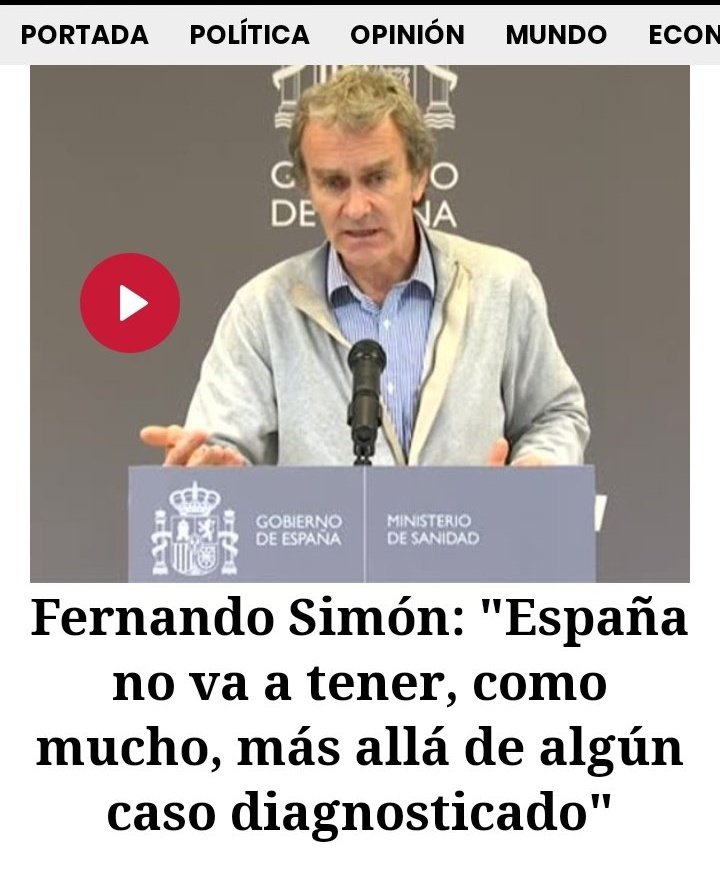 PORTADA POLÍTICA OPINIÓN MUNDO ECON
G O
DE NA
GOBIERNO
DE ESPAÑA
MINISTERIO
DE SANIDAD
Fernando Simón: "España
no va a tener, como
mucho, más allá de algún
caso diagnosticado"